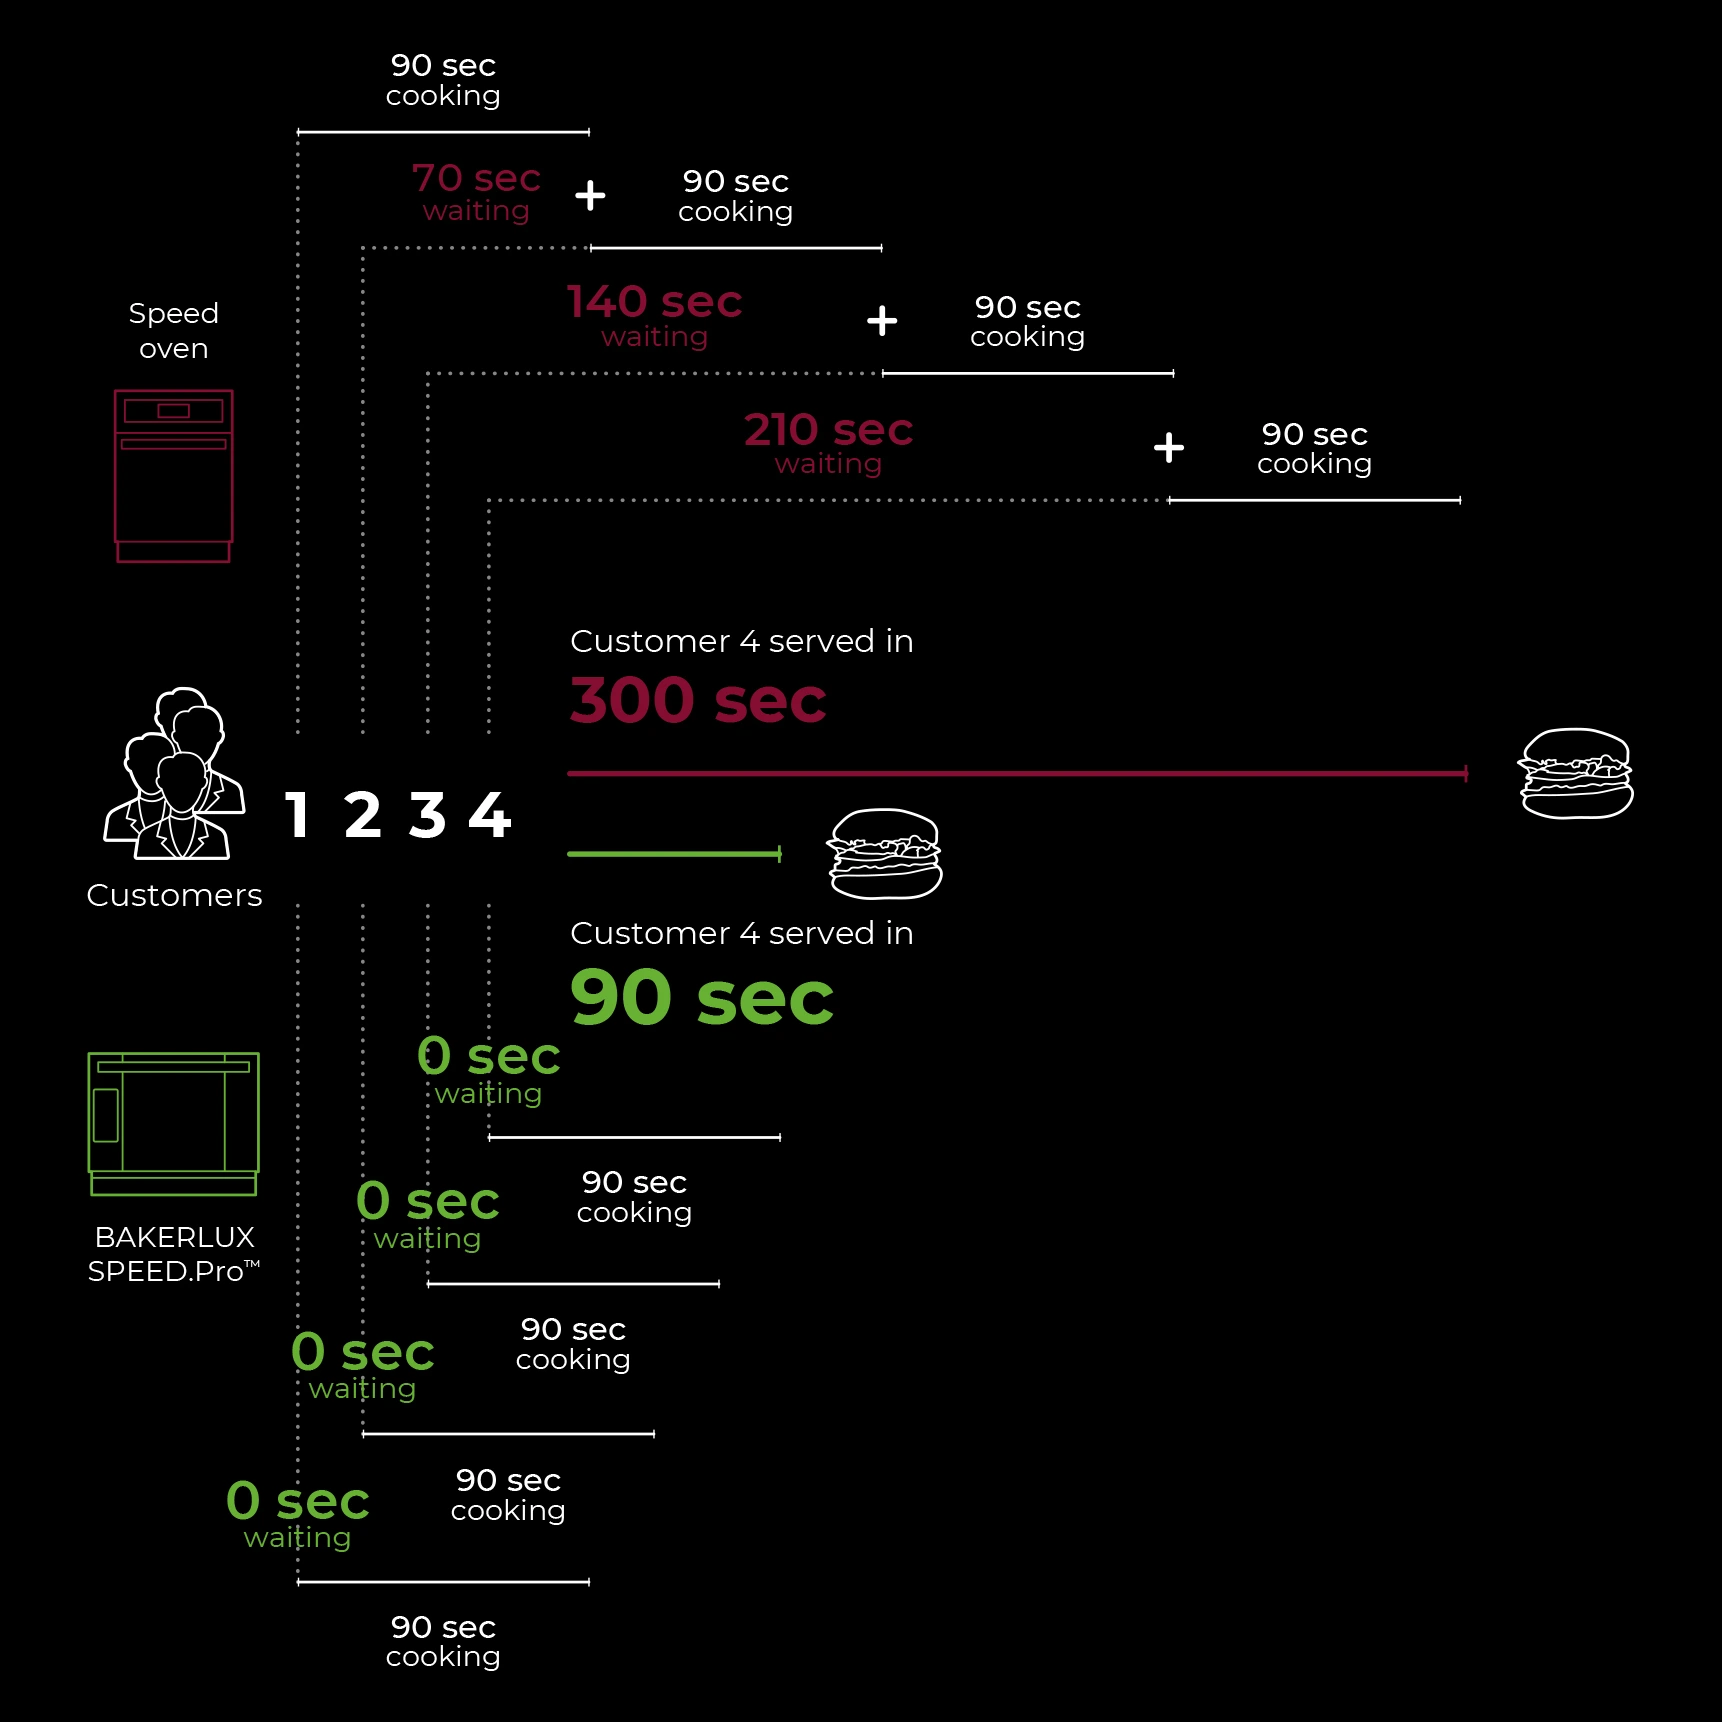 90 sec
cooking
70 sec
waiting
+
90 sec
cooking
140 sec
waiting
+
90 sec
cooking
210 sec
waiting
+
90 sec
cooking
Speed
oven
Customer 4 served in
300 sec
1 2 3 4
Customers
Customer 4 served in
90 sec
0 sec
waiting
90 sec
cooking
BAKERLUX
SPEED.Pro™
0 sec
waiting
90 sec
cooking
0 sec
waiting
90 sec
cooking
0 sec
waiting
90 sec
cooking